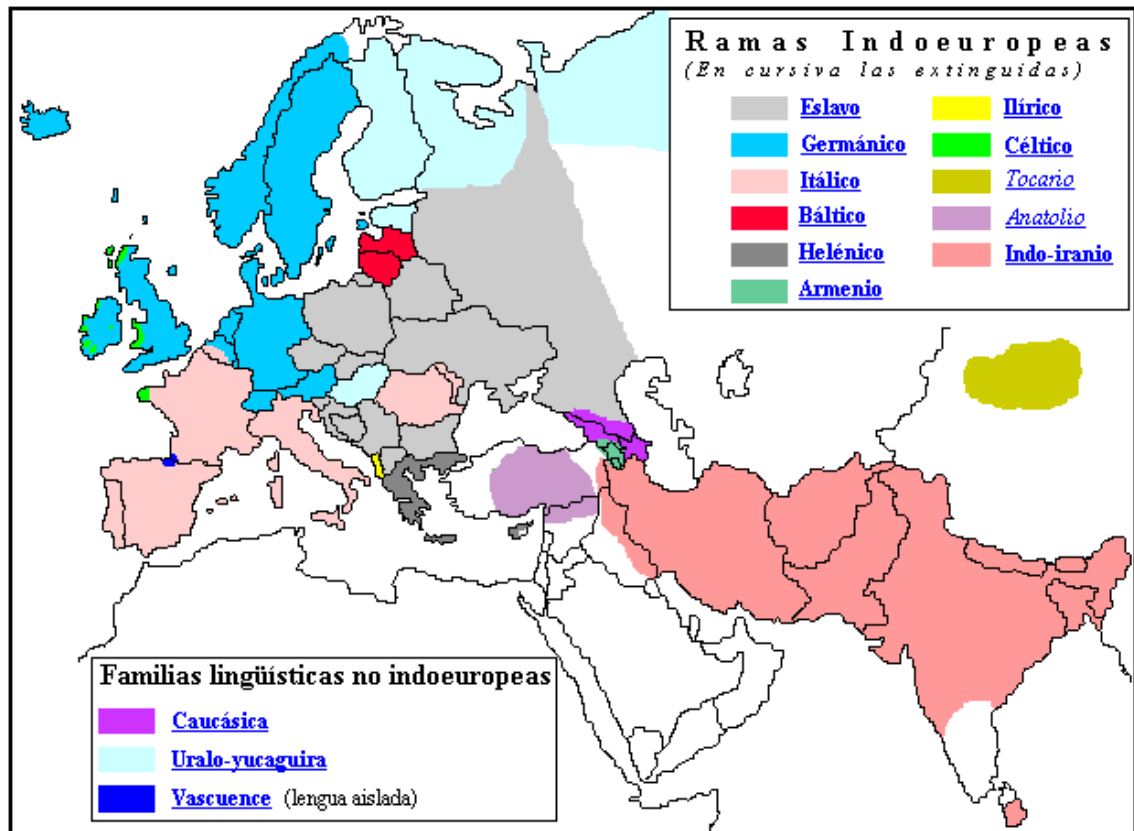 Ramas Indoeuropeas
(En cursiva las extinguidas)
Eslavo
Germánico
Itálico
Báltico
Helénico
Armenio
Ilírico
Céltico
Tocario
Anatolio
Indo-iranio
Familias lingüísticas no indoeuropeas
Caucásica
Uralo-yucaguira
Vascuence (lengua aislada)